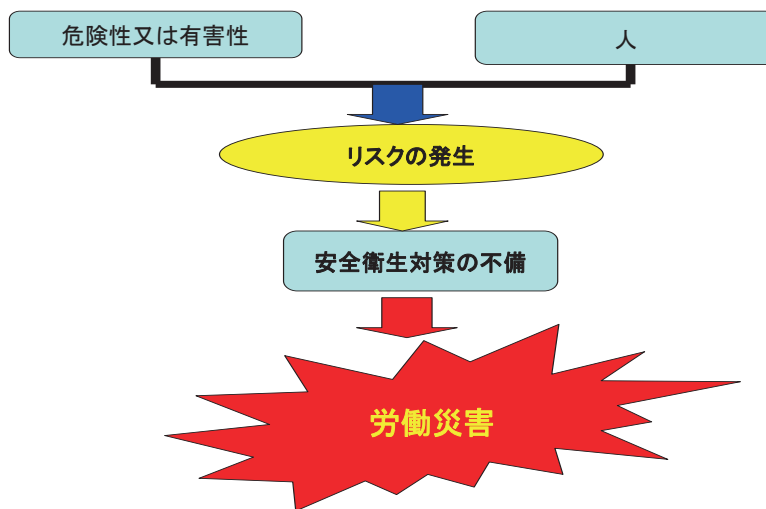 危険性又は有害性
人
リスクの発生
安全衛生対策の不備
労働災害